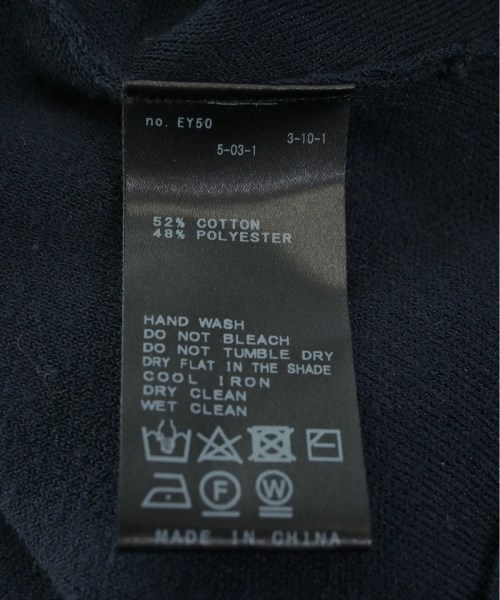 no. EY50
5-03-1 3-10-1
52% COTTON
48% POLYESTER
HAND WASH
DO NOT BLEACH
DO NOT TUMBLE DRY
DRY FLAT IN THE SHADE
COOL IRON
DRY CLEAN
WET CLEAN
F W
MADE IN CHINA